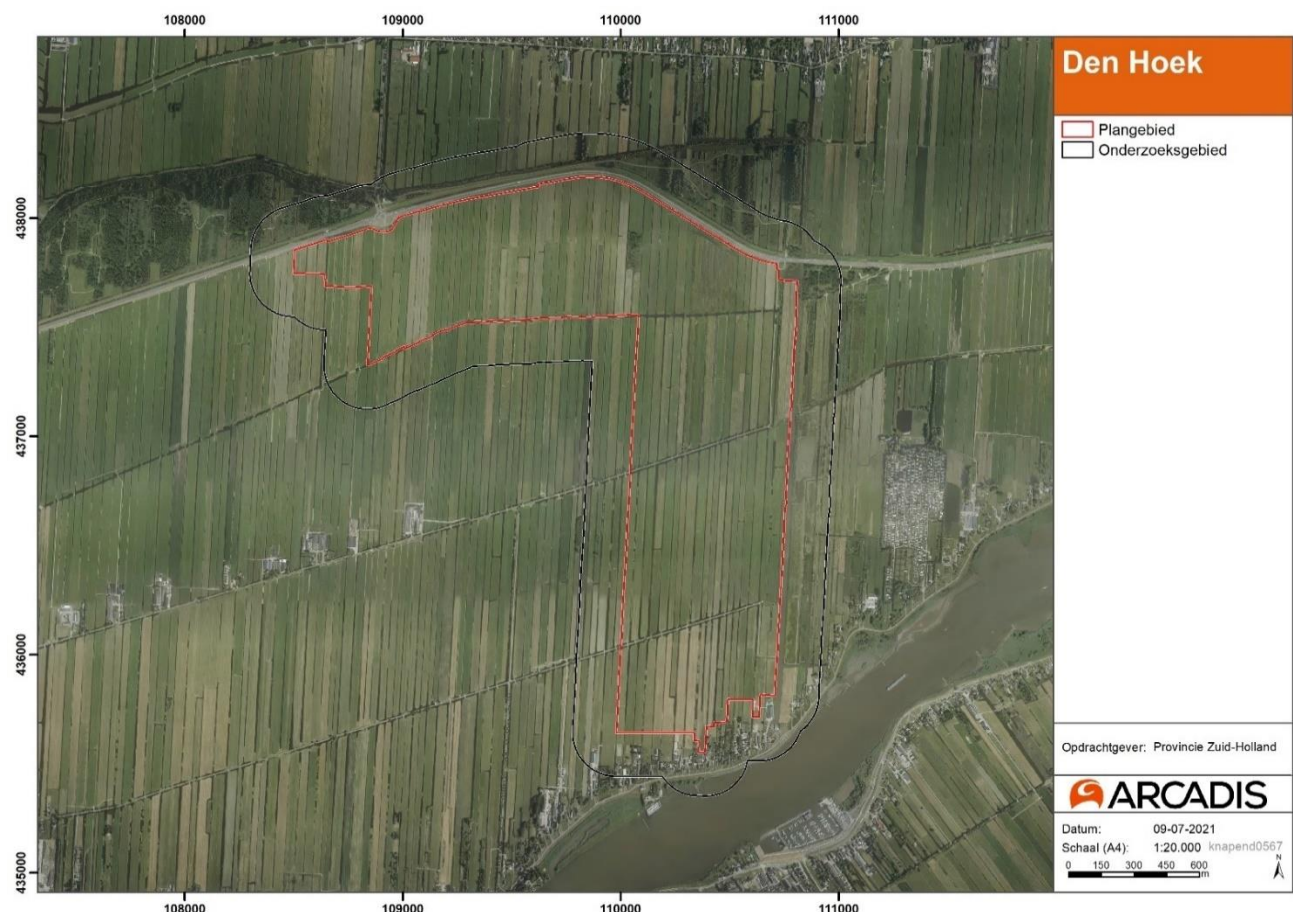 108000 109000 110000 111000
Den Hoek
Plangebied
Onderzoeksgebied
438000
437000
436000
435000
Opdrachtgever: Provincie Zuid-Holland
ARCADIS
Datum: 09-07-2021
Schaal (A4): 1:20.000 knapend0567
0 150 300 450 600
m
N
108000 109000 110000 111000